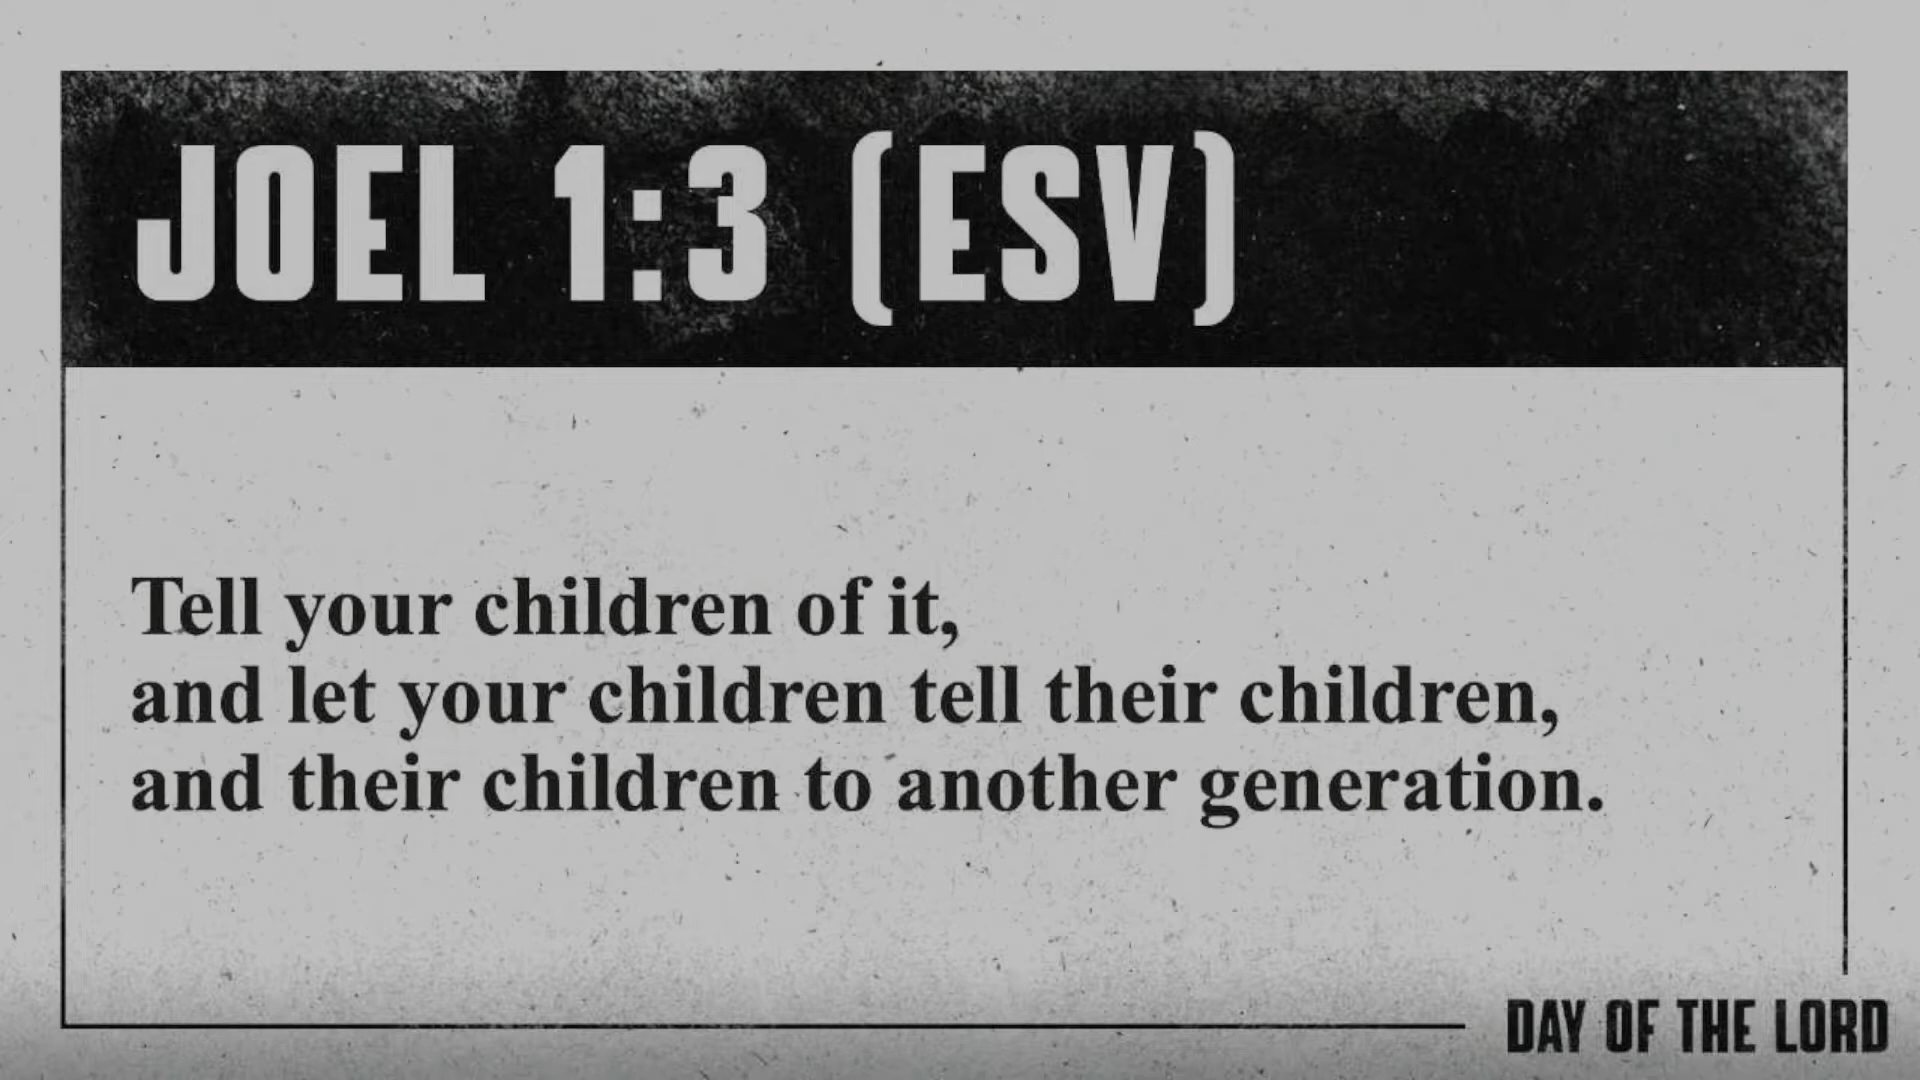 JOEL 1:3 (ESV)
Tell your children of it,
and let your children tell their children,
and their children to another generation.
DAY OF THE LORD